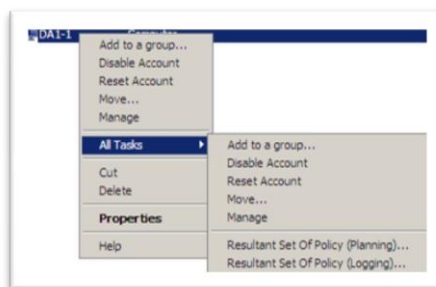 DA1-1 Computer
Add to a group...
Disable Account
Reset Account
Move...
Manage
All Tasks
Cut
Delete
Properties
Help
Add to a group...
Disable Account
Reset Account
Move...
Manage
Resultant Set Of Policy (Planning)...
Resultant Set Of Policy (Logging)...